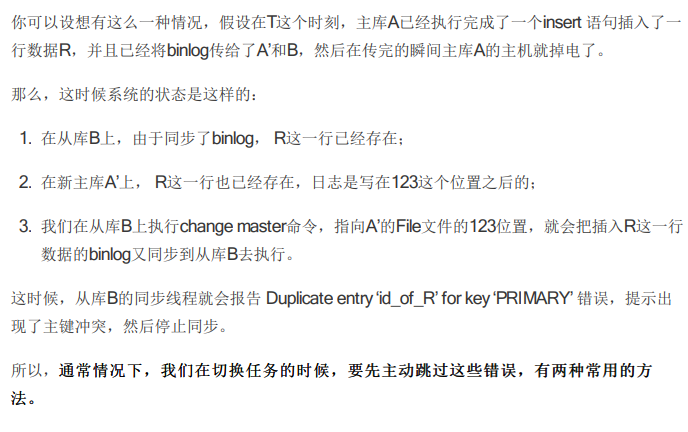 你可以设想有这么一种情况，假设在T这个时刻，主库A已经执行完成了一个insert 语句插入了一
行数据R，并且已经将binlog传给了A’和B，然后在传完的瞬间主库A的主机就掉电了。
那么，这时候系统的状态是这样的：
1. 在从库B上，由于同步了binlog， R这一行已经存在；
2. 在新主库A’上， R这一行也已经存在，日志是写在123这个位置之后的；
3. 我们在从库B上执行change master命令，指向A’的File文件的123位置，就会把插入R这一行
数据的binlog又同步到从库B去执行。
这时候，从库B的同步线程就会报告 Duplicate entry ‘id_of_R’ for key ‘PRIMARY’ 错误，提示出
现了主键冲突，然后停止同步。
所以，通常情况下，我们在切换任务的时候，要先主动跳过这些错误，有两种常用的方
法。